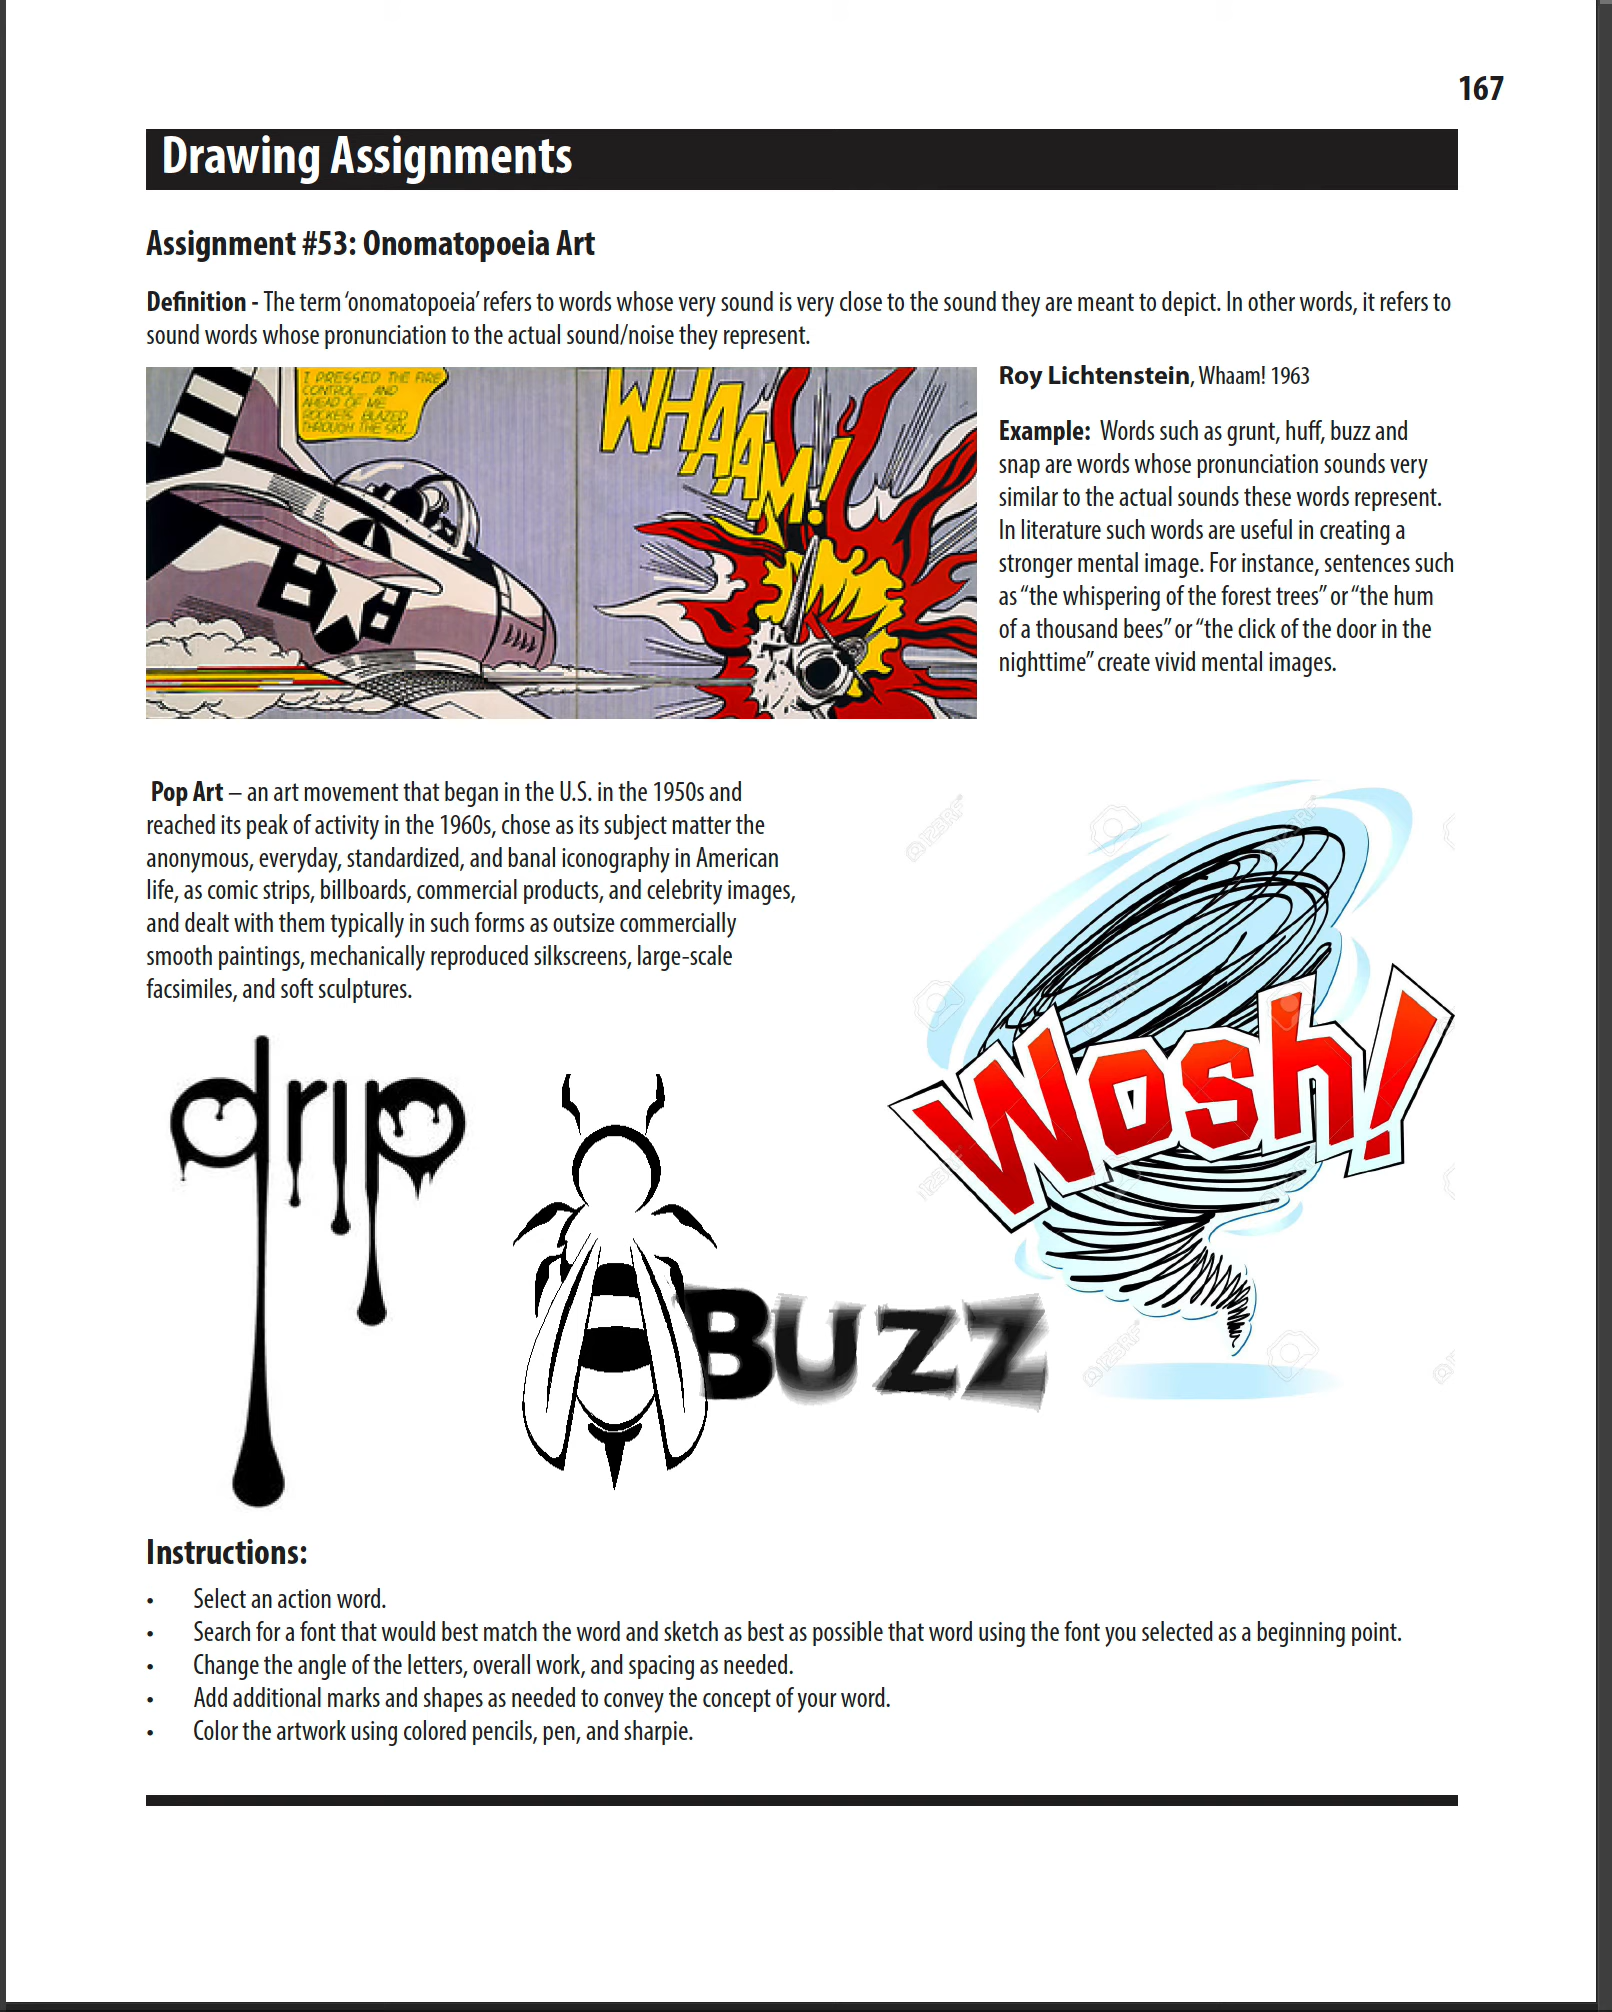 167
Drawing Assignments
Assignment #53: Onomatopoeia Art
Definition - The term ‘onomatopoeia’ refers to words whose very sound is very close to the sound they are meant to depict. In other words, it refers to
sound words whose pronunciation to the actual sound/noise they represent.
I PRESSED THE FIRE
CONTROL... AND
AHEAD OF ME
ROCKETS BLAZED
THROUGH THE SKY...
WHAAM!
Roy Lichtenstein, Whaam! 1963
Example: Words such as grunt, huff, buzz and
snap are words whose pronunciation sounds very
similar to the actual sounds these words represent.
In literature such words are useful in creating a
stronger mental image. For instance, sentences such
as “the whispering of the forest trees” or “the hum
of a thousand bees” or “the click of the door in the
nighttime” create vivid mental images.
Pop Art – an art movement that began in the U.S. in the 1950s and
reached its peak of activity in the 1960s, chose as its subject matter the
anonymous, everyday, standardized, and banal iconography in American
life, as comic strips, billboards, commercial products, and celebrity images,
and dealt with them typically in such forms as outsize commercially
smooth paintings, mechanically reproduced silkscreens, large-scale
facsimiles, and soft sculptures.
123RF
Wosh!
drip
BUZZ
123RF
Instructions:
• Select an action word.
• Search for a font that would best match the word and sketch as best as possible that word using the font you selected as a beginning point.
• Change the angle of the letters, overall work, and spacing as needed.
• Add additional marks and shapes as needed to convey the concept of your word.
• Color the artwork using colored pencils, pen, and sharpie.